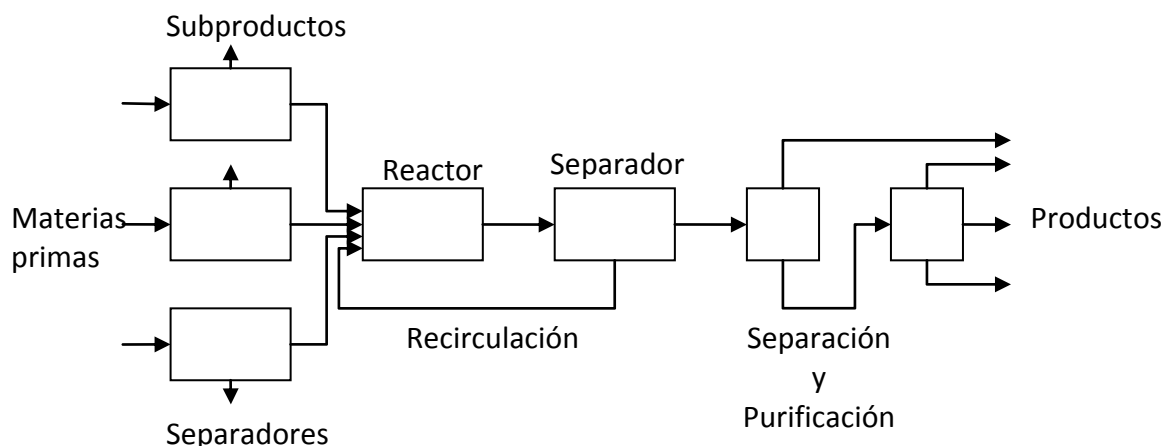 Subproductos
Reactor
Separador
Materias
primas
Productos
Recirculación
Separación
y
Purificación
Separadores